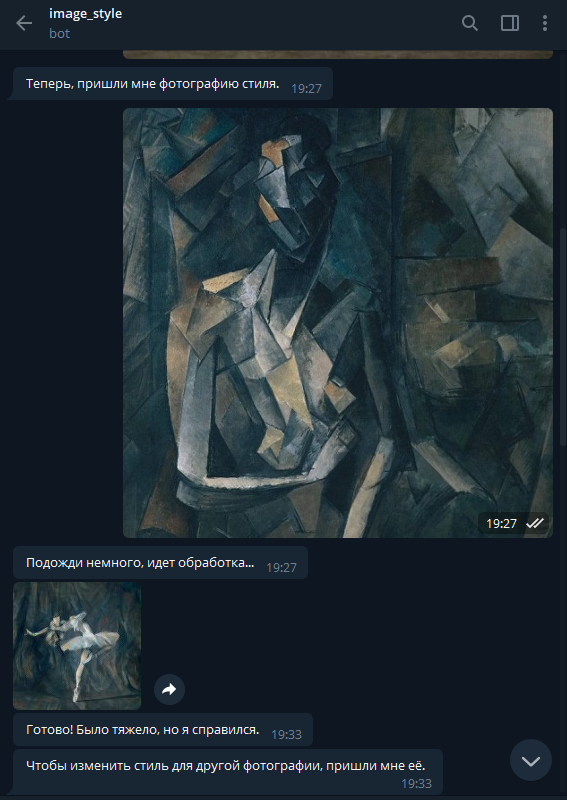 image_style
bot
Теперь, пришли мне фотографию стиля. 19:27
19:27
Подожди немного, идет обработка... 19:27
Готово! Было тяжело, но я справился. 19:33
Чтобы изменить стиль для другой фотографии, пришли мне её.
19:33